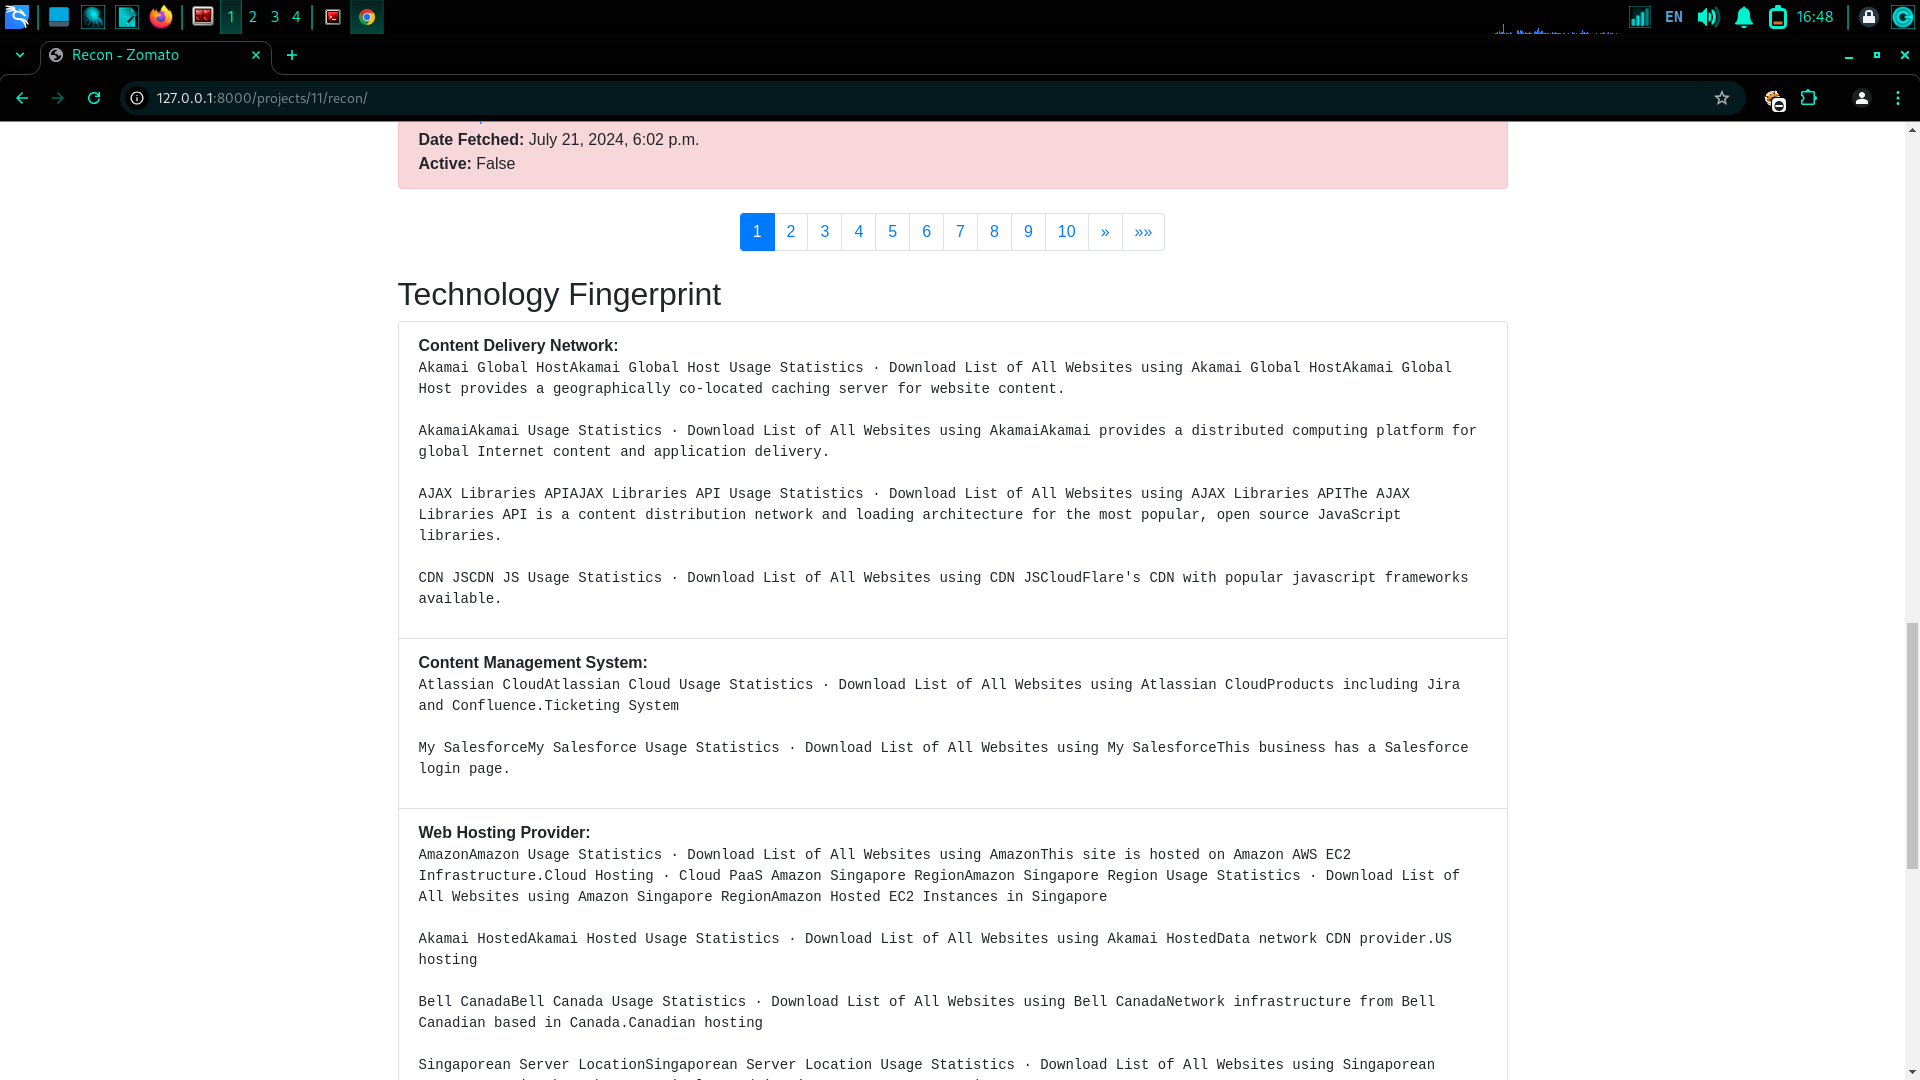 1 2 3 4
EN
16:48
Recon - Zomato
127.0.0.1:8000/projects/11/recon/
Date Fetched: July 21, 2024, 6:02 p.m.
Active: False
1 2 3 4 5 6 7 8 9 10 » »»
Technology Fingerprint
Content Delivery Network:
Akamai Global HostAkamai Global Host Usage Statistics · Download List of All Websites using Akamai Global HostAkamai Global
Host provides a geographically co-located caching server for website content.
AkamaiAkamai Usage Statistics · Download List of All Websites using AkamaiAkamai provides a distributed computing platform for
global Internet content and application delivery.
AJAX Libraries APIAJAX Libraries API Usage Statistics · Download List of All Websites using AJAX Libraries APIThe AJAX
Libraries API is a content distribution network and loading architecture for the most popular, open source JavaScript
libraries.
CDN JSCDN JS Usage Statistics · Download List of All Websites using CDN JSCloudFlare's CDN with popular javascript frameworks
available.
Content Management System:
Atlassian CloudAtlassian Cloud Usage Statistics · Download List of All Websites using Atlassian CloudProducts including Jira
and Confluence.Ticketing System
My SalesforceMy Salesforce Usage Statistics · Download List of All Websites using My SalesforceThis business has a Salesforce
login page.
Web Hosting Provider:
AmazonAmazon Usage Statistics · Download List of All Websites using AmazonThis site is hosted on Amazon AWS EC2
Infrastructure.Cloud Hosting · Cloud PaaS Amazon Singapore RegionAmazon Singapore Region Usage Statistics · Download List of
All Websites using Amazon Singapore RegionAmazon Hosted EC2 Instances in Singapore
Akamai HostedAkamai Hosted Usage Statistics · Download List of All Websites using Akamai HostedData network CDN provider.US
hosting
Bell CanadaBell Canada Usage Statistics · Download List of All Websites using Bell CanadaNetwork infrastructure from Bell
Canadian based in Canada.Canadian hosting
Singaporean Server LocationSingaporean Server Location Usage Statistics · Download List of All Websites using Singaporean